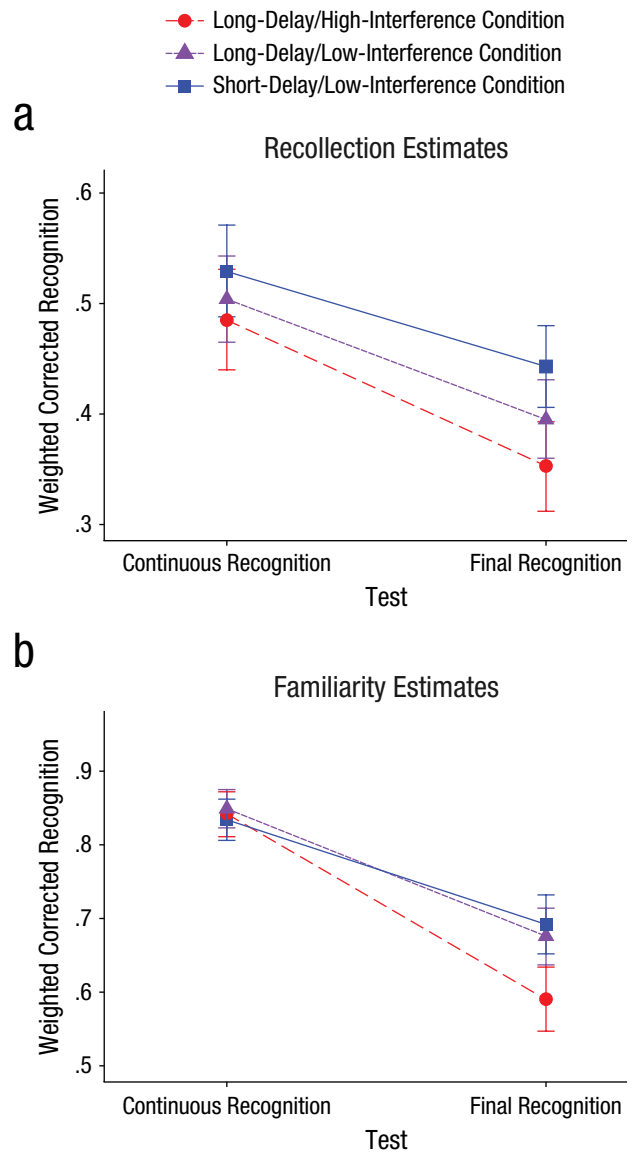 Long-Delay/High-Interference Condition
Long-Delay/Low-Interference Condition
Short-Delay/Low-Interference Condition
a
Recollection Estimates
Weighted Corrected Recognition
.6
.5
.4
.3
Continuous Recognition Final Recognition
Test
b
Familiarity Estimates
Weighted Corrected Recognition
.9
.8
.7
.6
.5
Continuous Recognition Final Recognition
Test